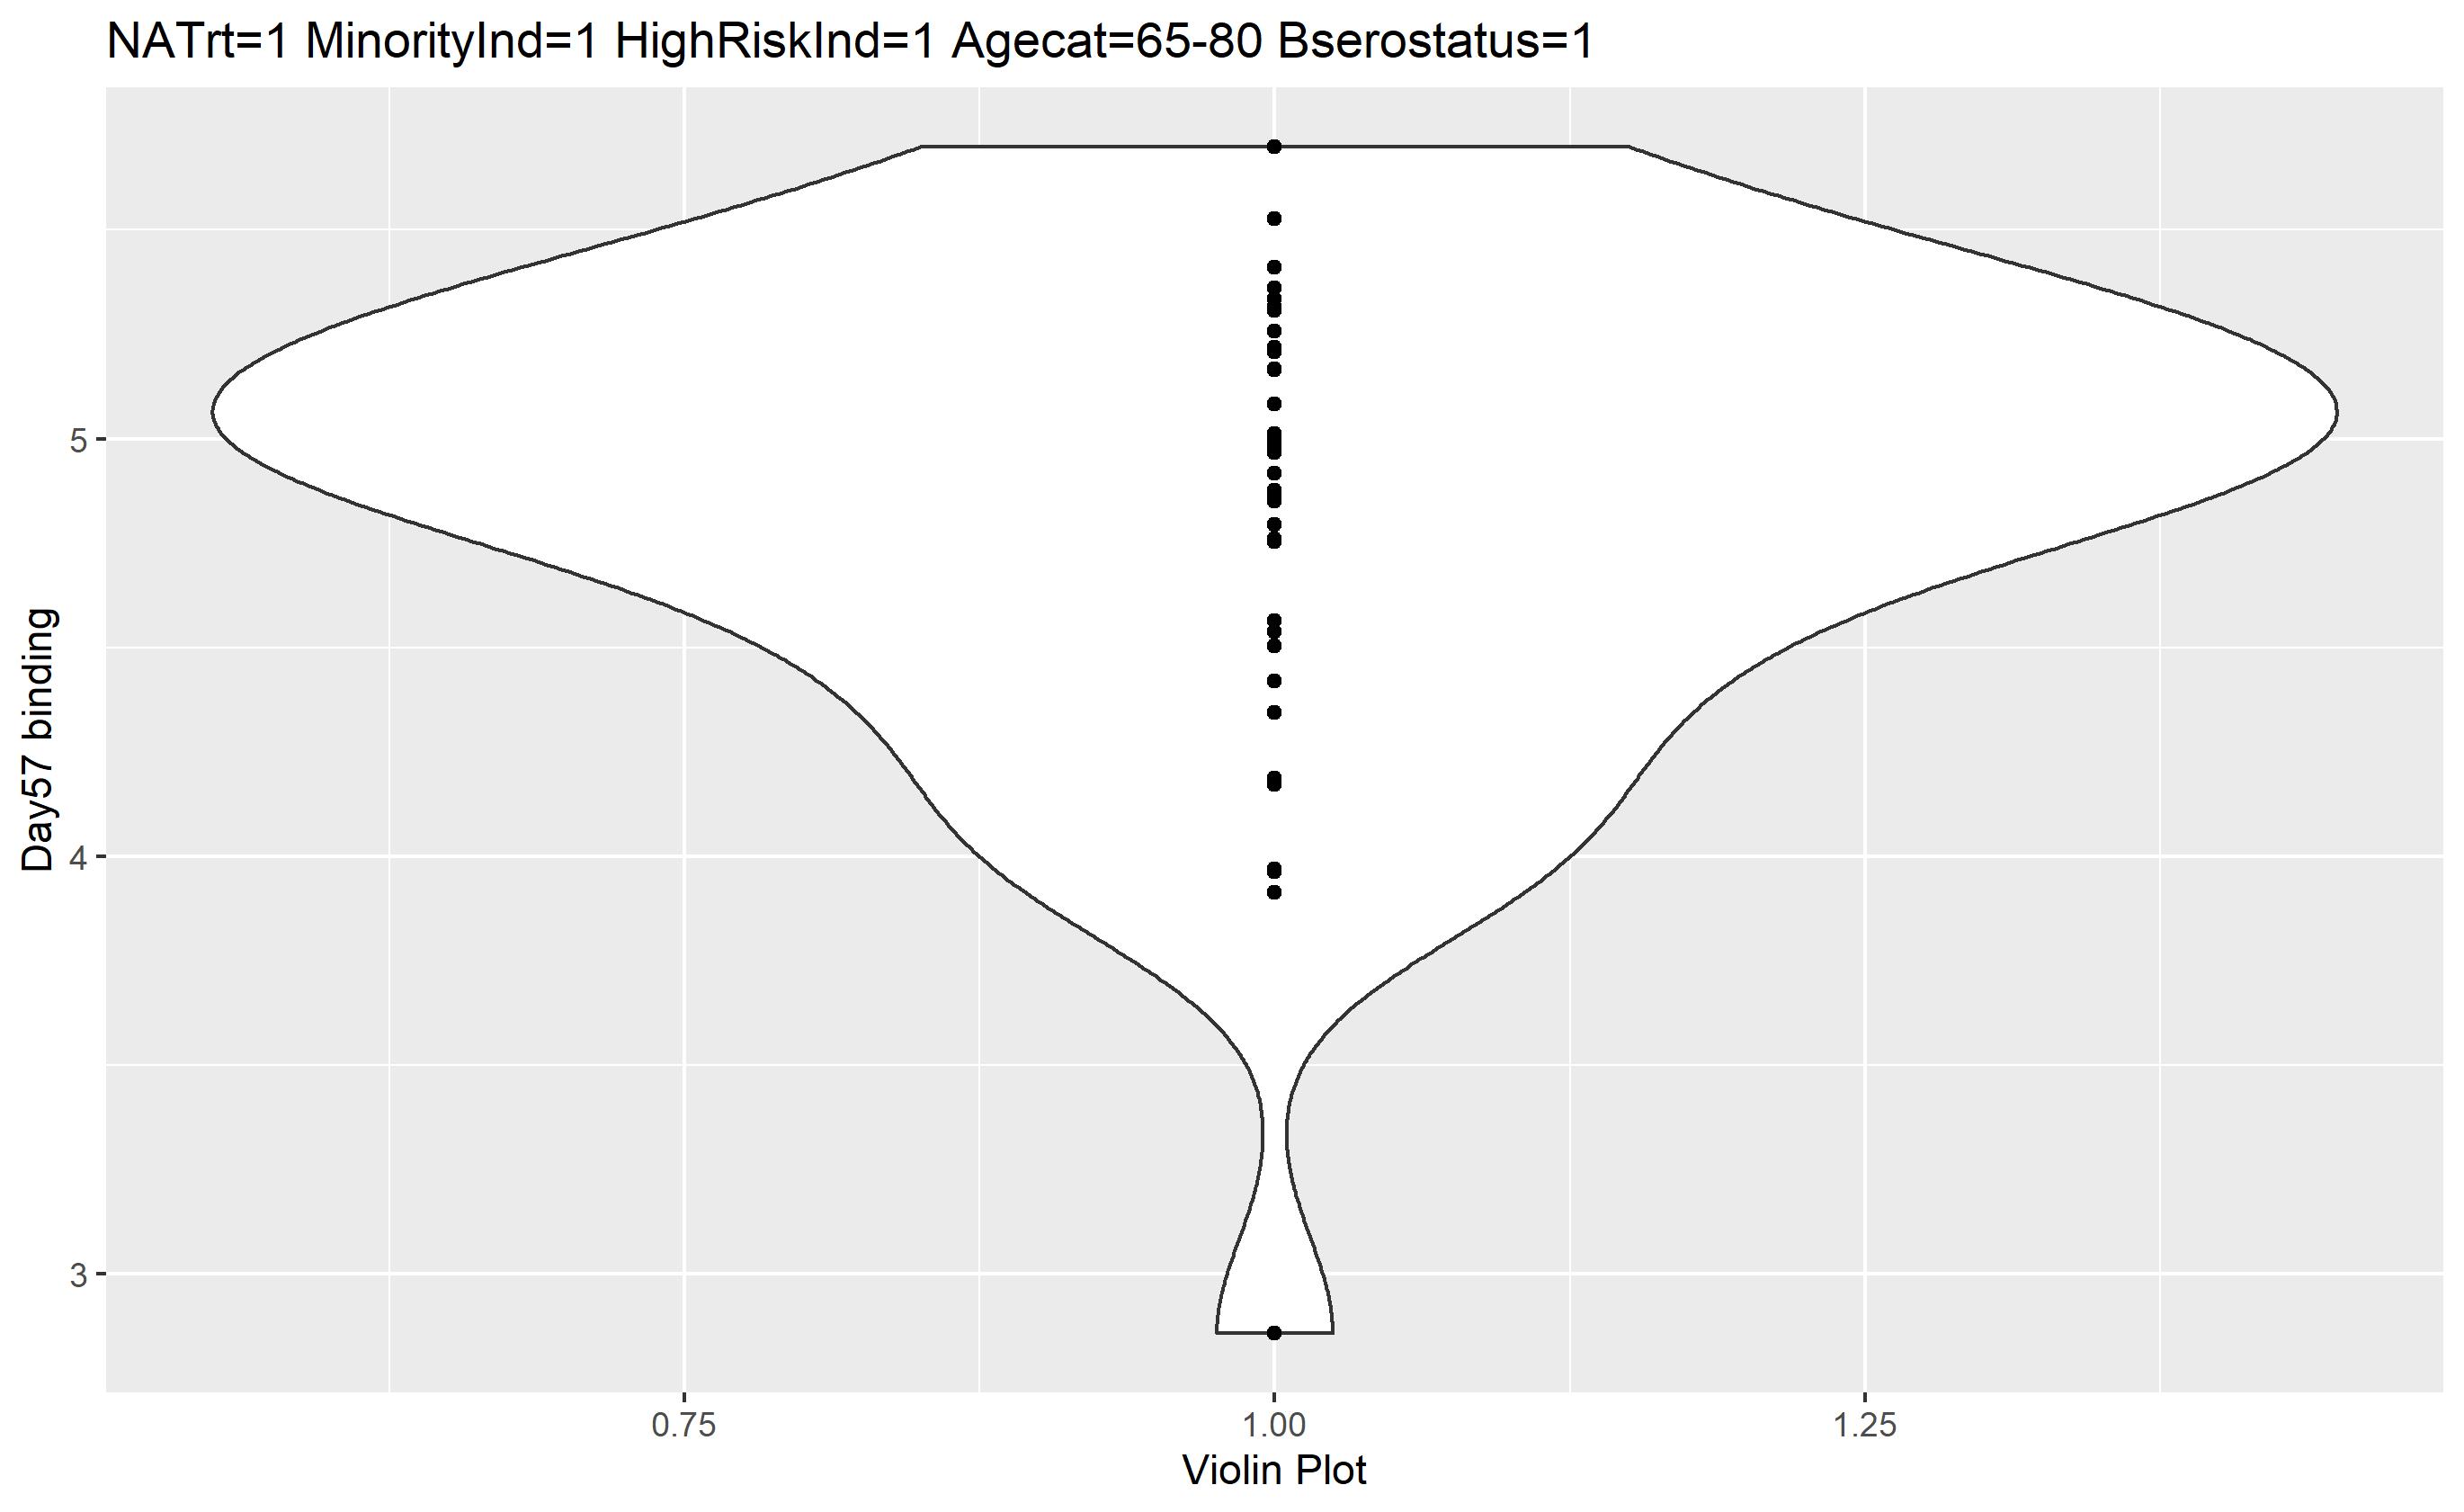 NATrt=1 MinorityInd=1 HighRiskInd=1 Agecat=65-80 Bserostatus=1
Day57 binding
5
4
3
0.75 1.00 1.25
Violin Plot